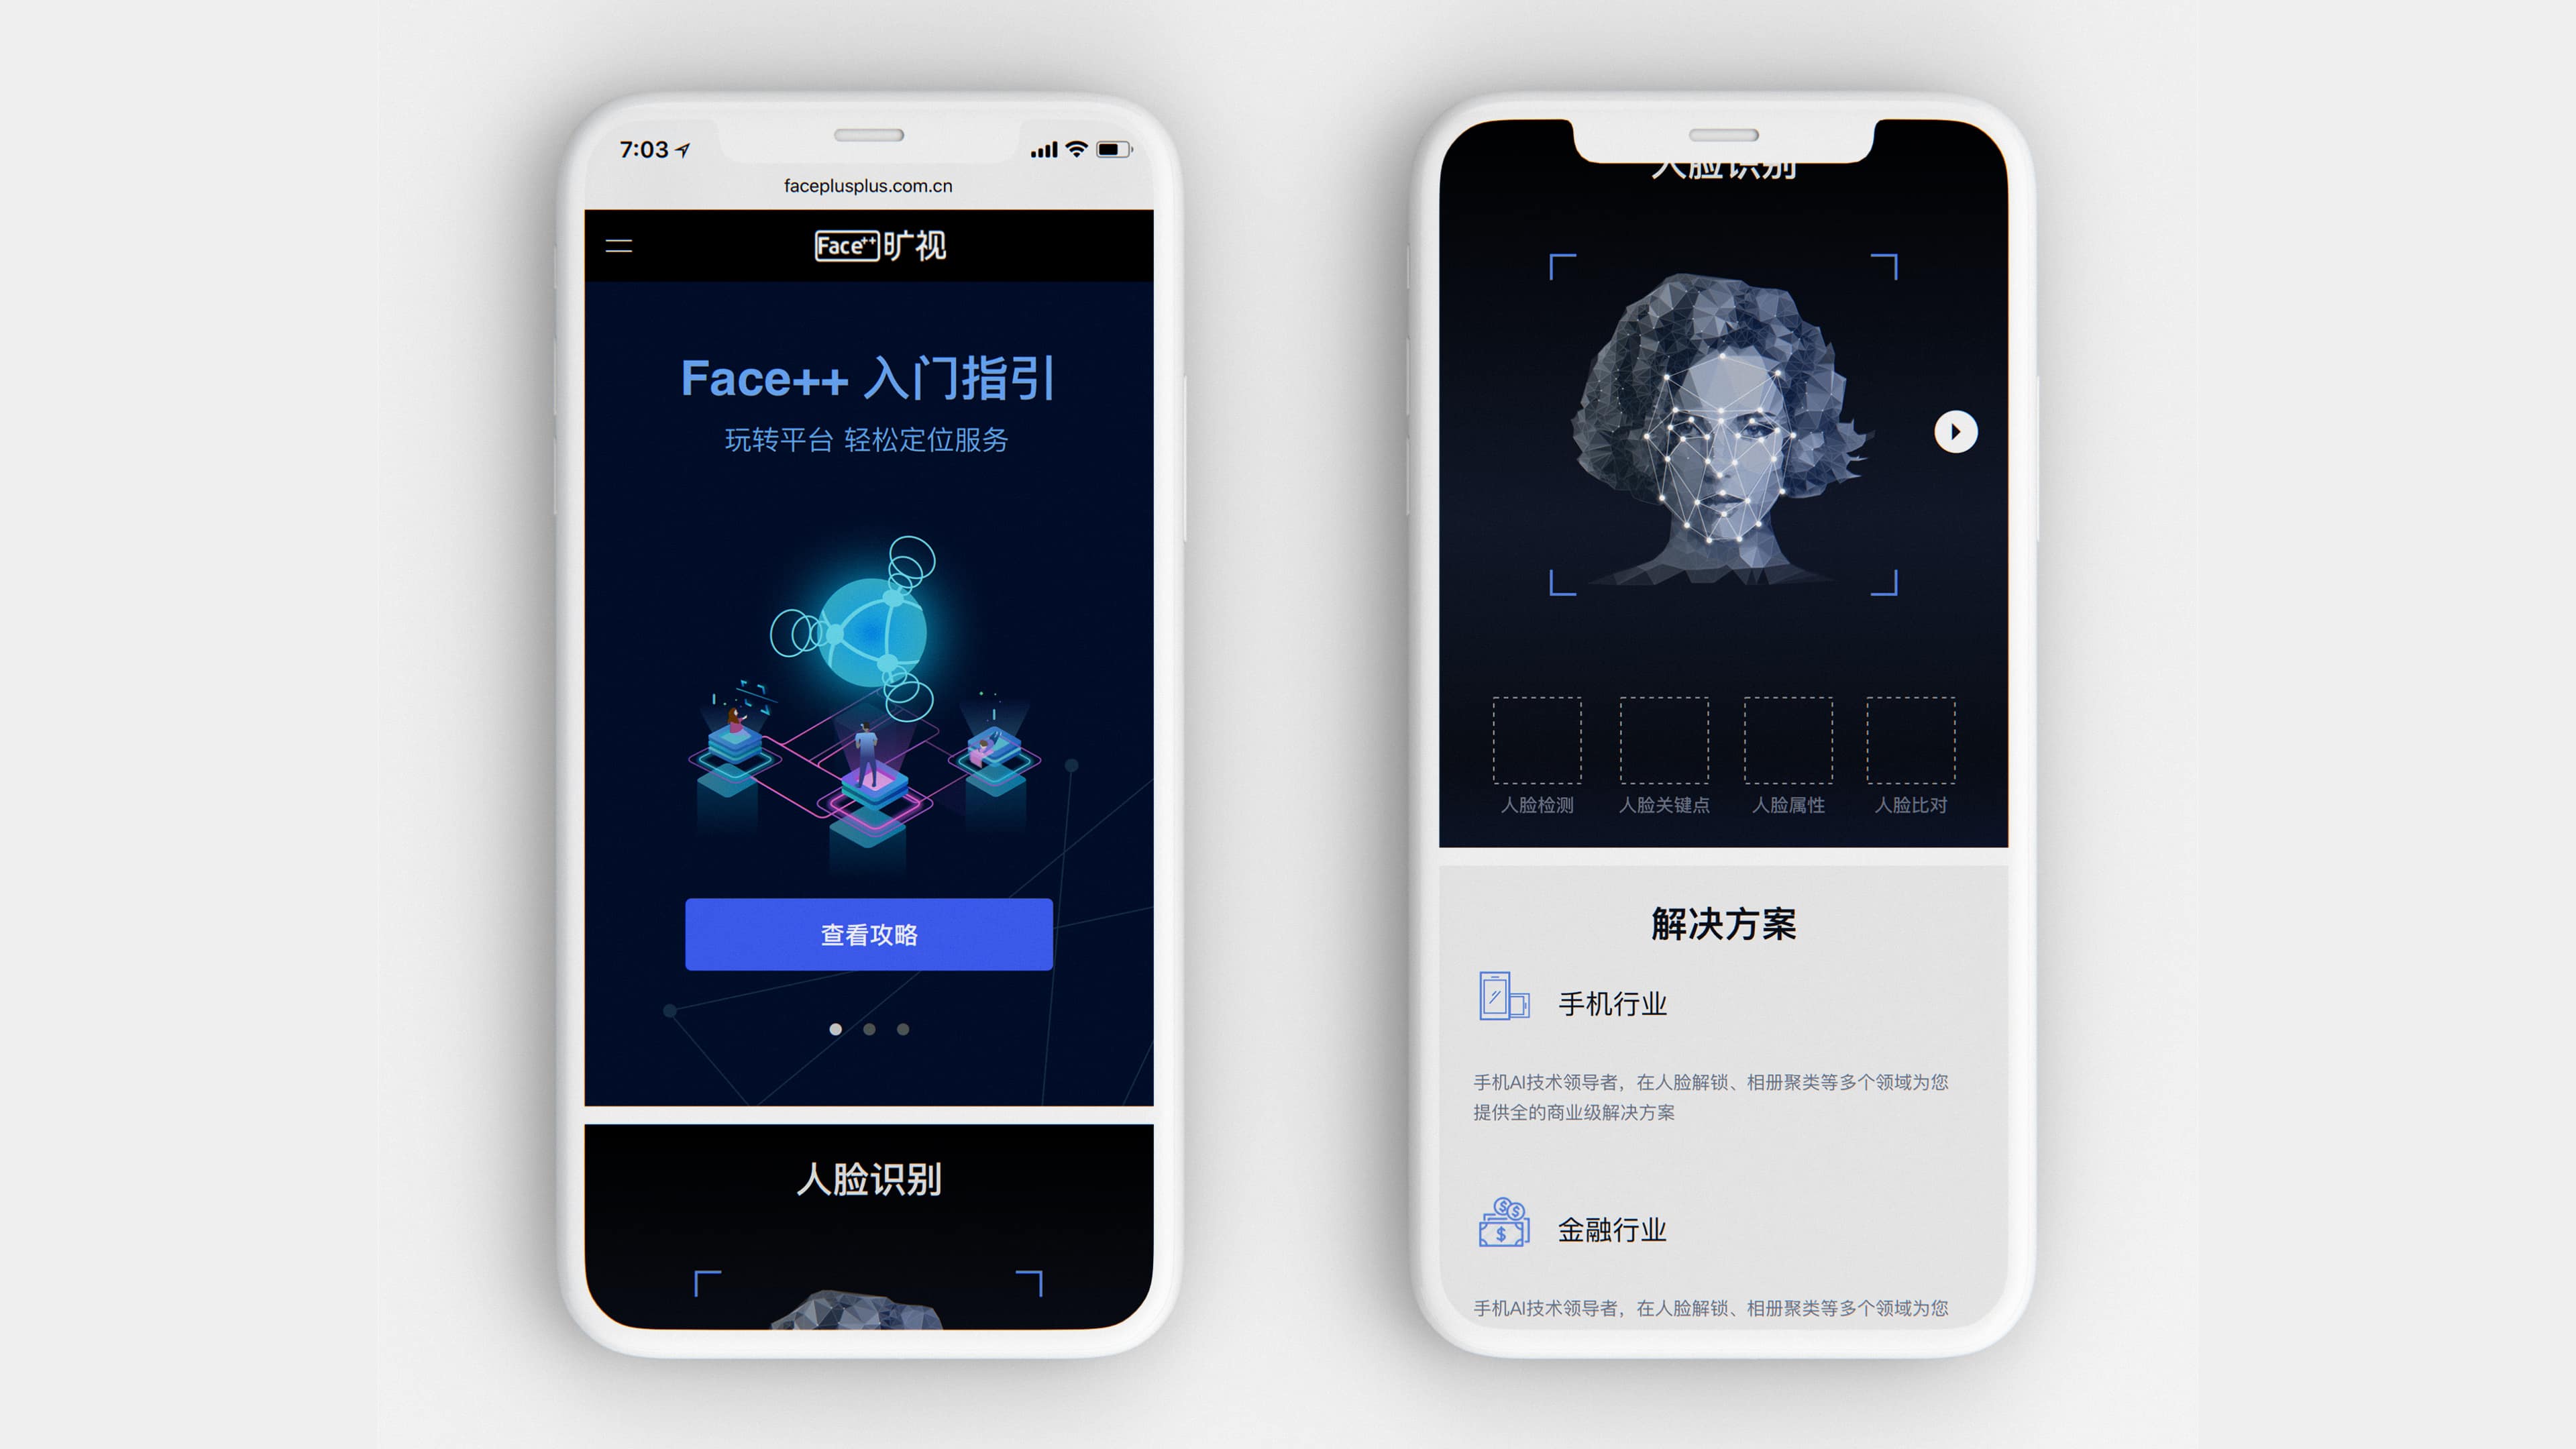 7:03
faceplusplus.com.cn
Face++ 旷视
Face++ 入门指引
玩转平台 轻松定位服务
查看攻略
人脸识别
人脸识别
人脸检测 人脸关键点 人脸属性 人脸比对
解决方案
手机行业
手机AI技术领导者，在人脸解锁、相册聚类等多个领域为您
提供全的商业级解决方案
金融行业
手机AI技术领导者，在人脸解锁、相册聚类等多个领域为您